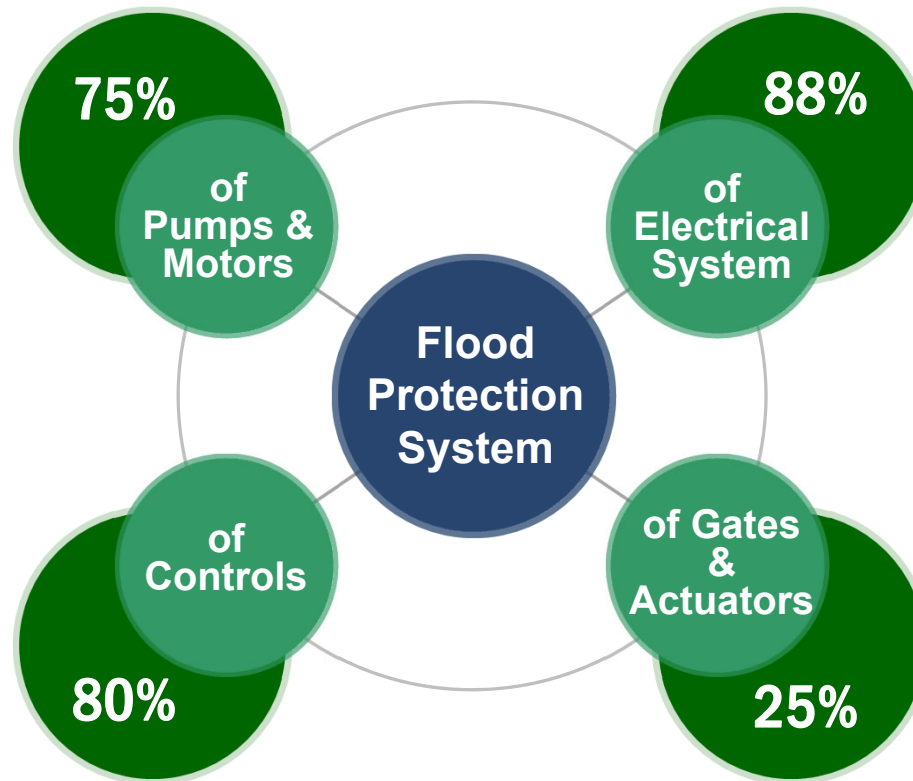 75%
of
Pumps &
Motors
88%
of
Electrical
System
Flood
Protection
System
of
Controls
80%
of Gates
&
Actuators
25%